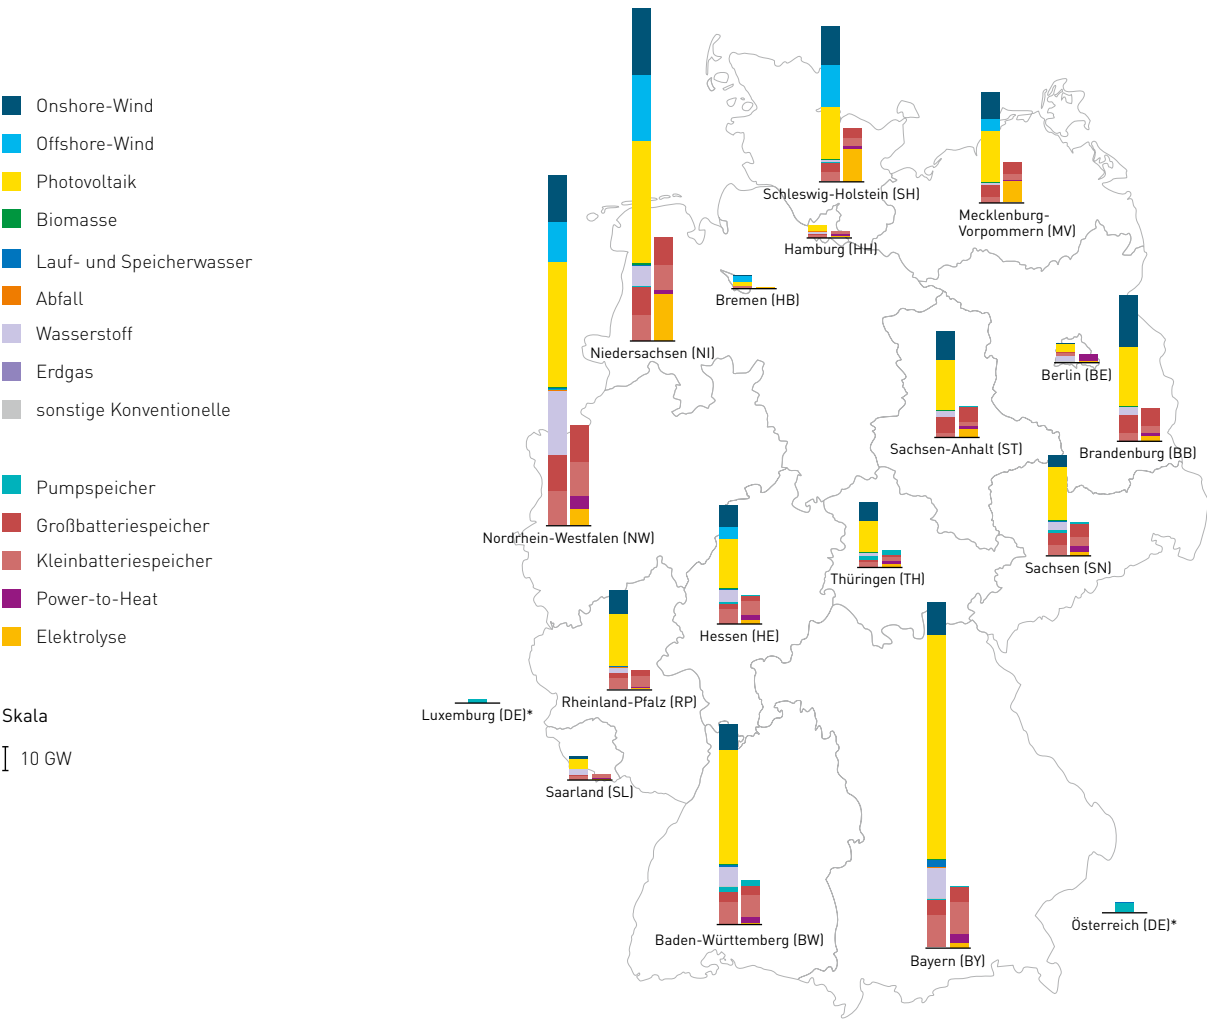 Onshore-Wind
Offshore-Wind
Photovoltaik
Biomasse
Lauf- und Speicherwasser
Abfall
Wasserstoff
Erdgas
sonstige Konventionelle
Pumpspeicher
Großbatteriespeicher
Kleinbatteriespeicher
Power-to-Heat
Elektrolyse
Skala
10 GW
Schleswig-Holstein (SH)
Mecklenburg-
Vorpommern (MV)
Hamburg (HH)
Bremen (HB)
Niedersachsen (NI)
Berlin (BE)
Sachsen-Anhalt (ST)
Brandenburg (BB)
Nordrhein-Westfalen (NW)
Thüringen (TH)
Sachsen (SN)
Hessen (HE)
Rheinland-Pfalz (RP)
Luxemburg (DE)*
Saarland (SL)
Baden-Württemberg (BW)
Bayern (BY)
Österreich (DE)*